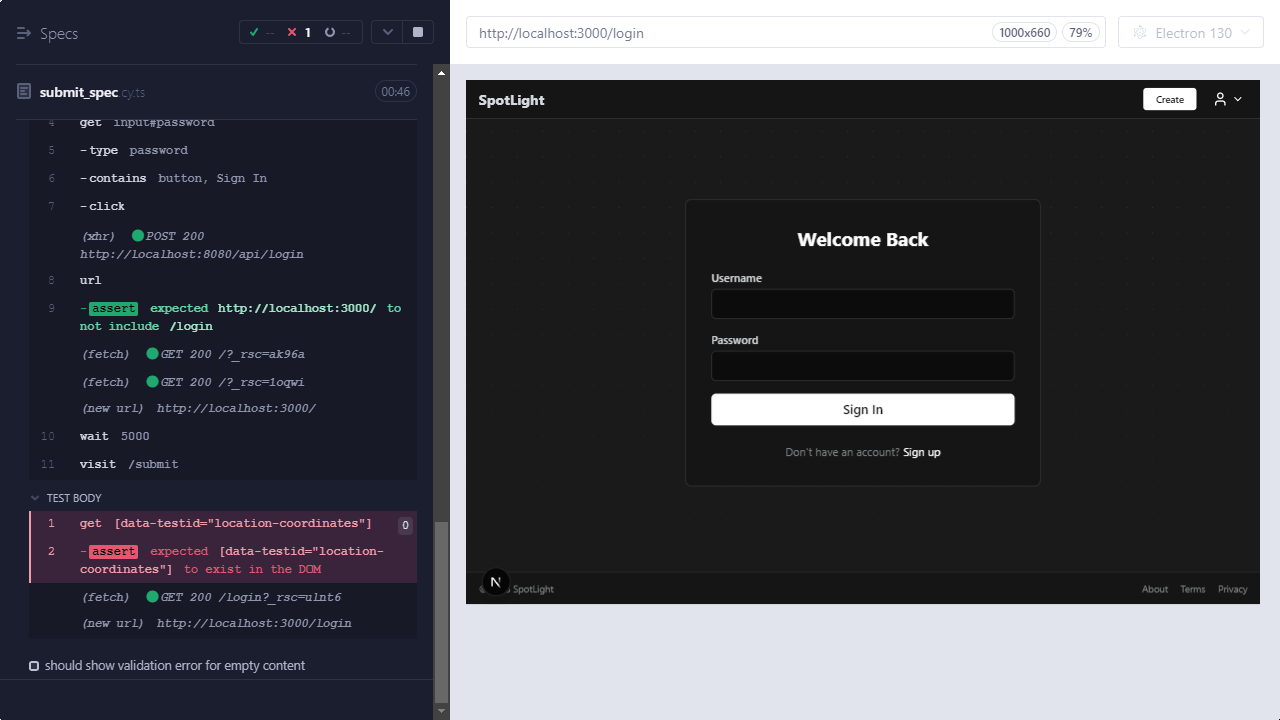 Specs
-- 1 --
http://localhost:3000/login
1000x660
79%
Electron 130
submit_spec.cy.ts
00:46
4 get input#password
5 -type password
6 -contains button, Sign In
7 -click
(xhr) POST 200
http://localhost:8080/api/login
8 url
9 -assert expected http://localhost:3000/ to
not include /login
(fetch) GET 200 /?_rsc=ak96a
(fetch) GET 200 /?_rsc=1oqwi
(new url) http://localhost:3000/
10 wait 5000
11 visit /submit
TEST BODY
1 get [data-testid="location-coordinates"] 0
2 -assert expected [data-testid="location-
coordinates"] to exist in the DOM
(fetch) GET 200 /login?_rsc=u1nt6
(new url) http://localhost:3000/login
should show validation error for empty content
SpotLight
Create
Welcome Back
Username
Password
Sign In
Don't have an account? Sign up
N
SpotLight
About Terms Privacy